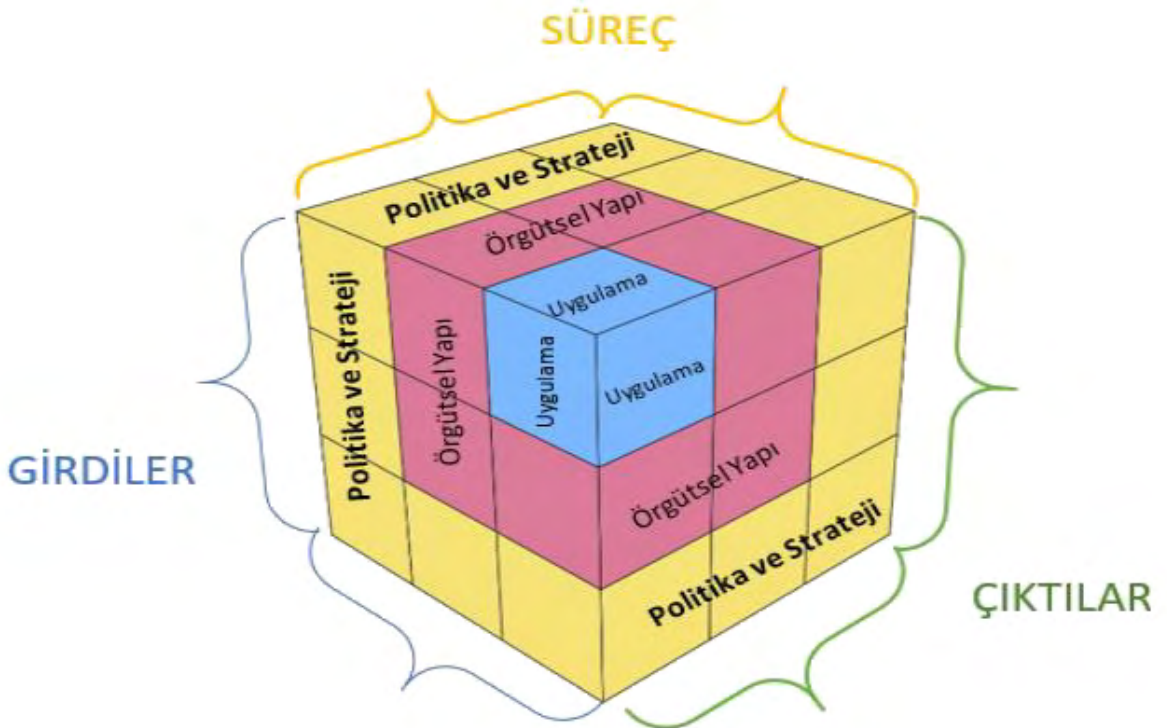 SÜREÇ
Politika ve Strateji
Örgütsel Yapı
Uygulama
Politika ve Strateji
Örgütsel Yapı
Uygulama
Uygulama
GİRDİLER
Örgütsel Yapı
Politika ve Strateji
ÇIKTILAR